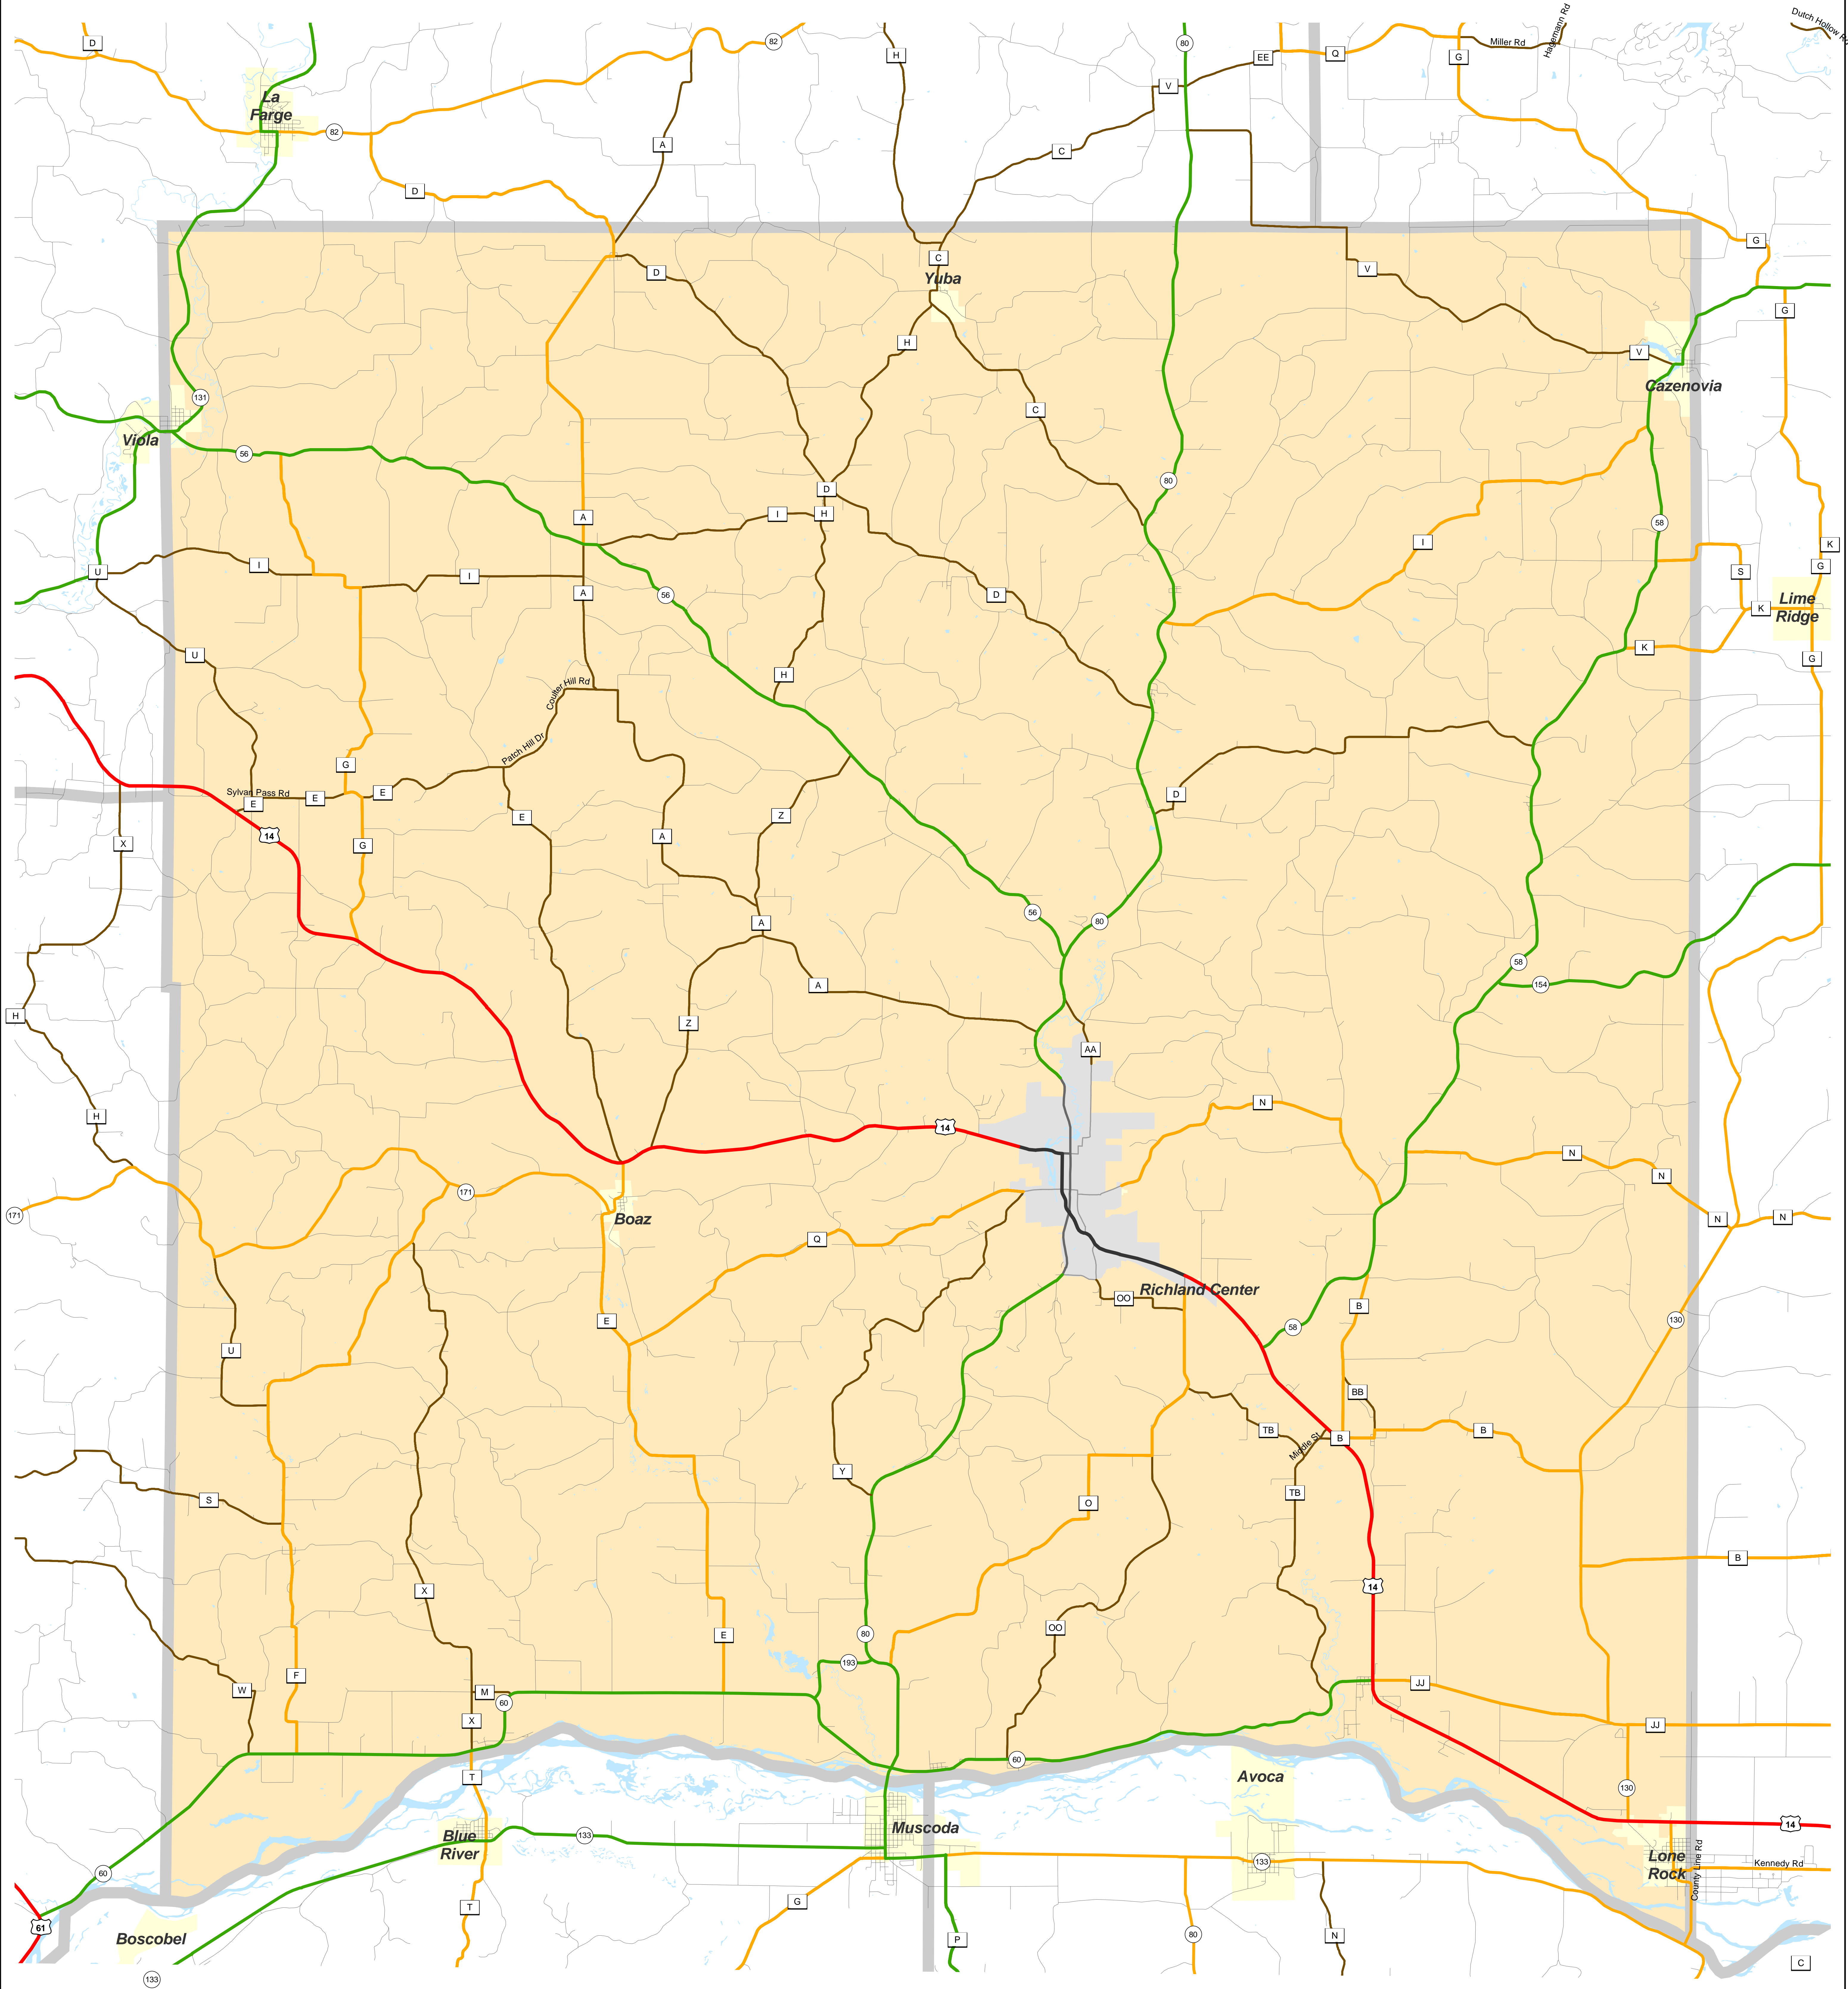 Hagemann Rd
Dutch Hollow Rd
D
82
H
80
EE
Q
G
Miller Rd
V
La
Farge
82
A
C
D
G
D
C
V
Yuba
G
H
V
131
C
Cazenovia
Viola
56
80
D
A
I
H
58
I
K
U
I
I
A
56
D
S
G
K
Lime
Ridge
U
H
K
G
Coulter Hill Rd
Patch Hill Dr
G
Sylvan Pass Rd
E
E
E
D
14
E
Z
A
X
G
56
80
A
58
A
154
H
Z
AA
H
N
14
N
N
171
171
Boaz
N
N
Q
Richland Center
OO
B
E
58
130
U
BB
TB
B
B
Middle St
Y
S
TB
O
B
14
X
OO
80
E
193
F
W
M
60
JJ
X
JJ
60
T
Avoca
130
Muscoda
14
Blue
River
133
Lone
Rock
County Line Rd
Kennedy Rd
133
60
G
T
61
Boscobel
P
80
N
C
133